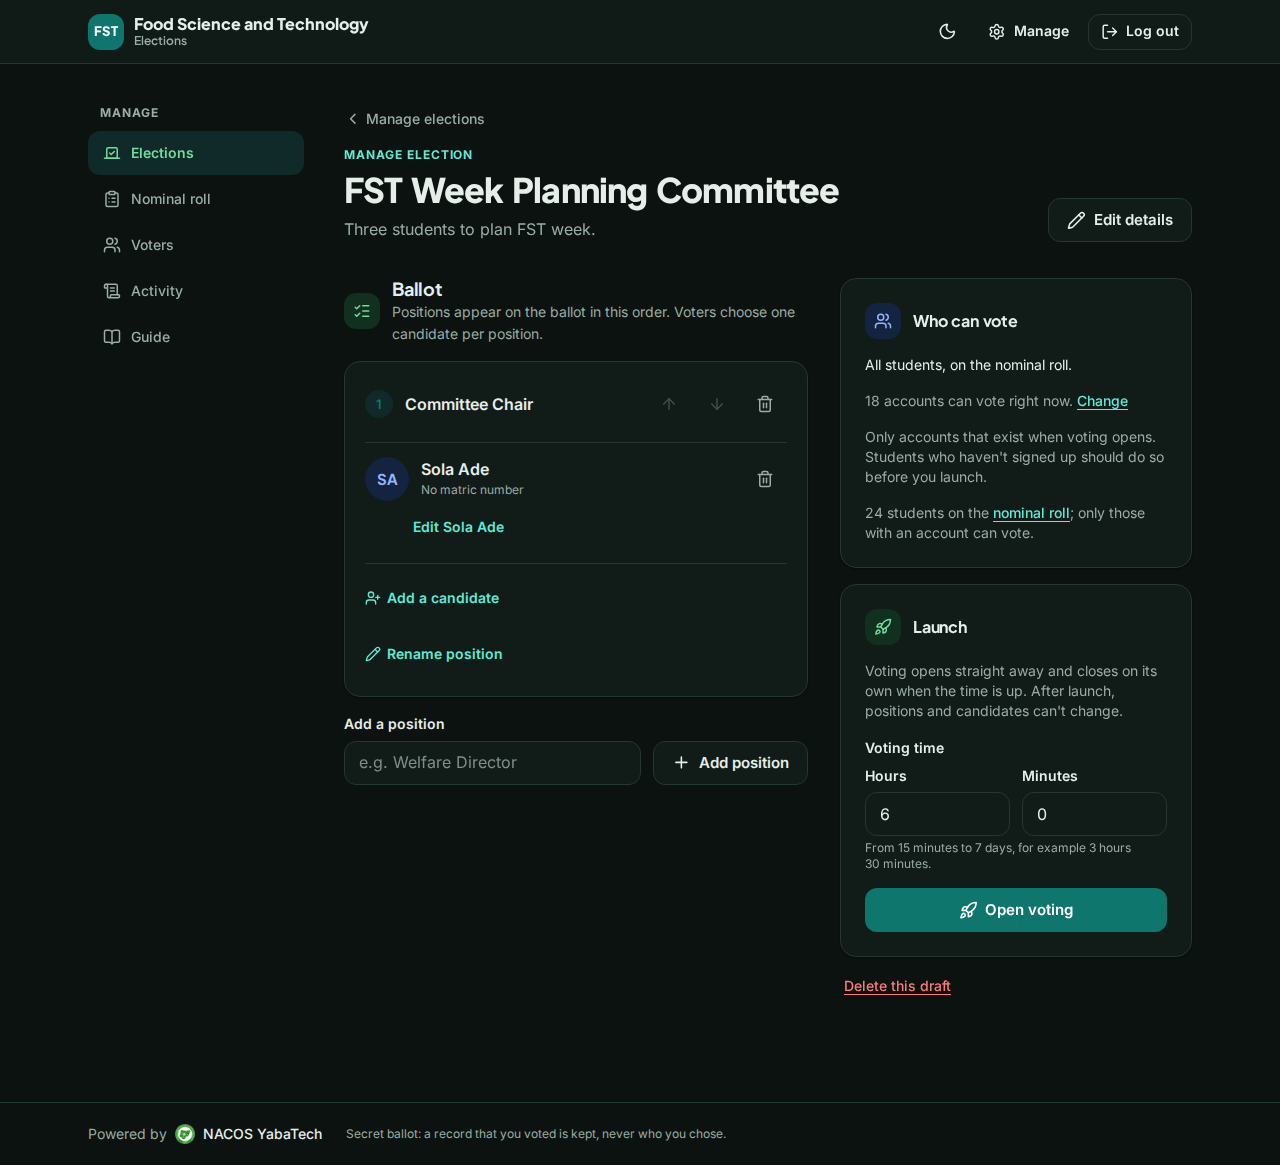 FST
Food Science and Technology
Elections
Manage
Log out
MANAGE
Elections
Nominal roll
Voters
Activity
Guide
Manage elections
MANAGE ELECTION
FST Week Planning Committee
Three students to plan FST week.
Edit details
Ballot
Positions appear on the ballot in this order. Voters choose one
candidate per position.
1
Committee Chair
SA
Sola Ade
No matric number
Edit Sola Ade
Add a candidate
Rename position
Add a position
e.g. Welfare Director
Add position
Who can vote
All students, on the nominal roll.
18 accounts can vote right now. Change
Only accounts that exist when voting opens.
Students who haven't signed up should do so
before you launch.
24 students on the nominal roll; only those
with an account can vote.
Launch
Voting opens straight away and closes on its
own when the time is up. After launch,
positions and candidates can't change.
Voting time
Hours
Minutes
6
0
From 15 minutes to 7 days, for example 3 hours
30 minutes.
Open voting
Delete this draft
Powered by
NACOS YabaTech
Secret ballot: a record that you voted is kept, never who you chose.